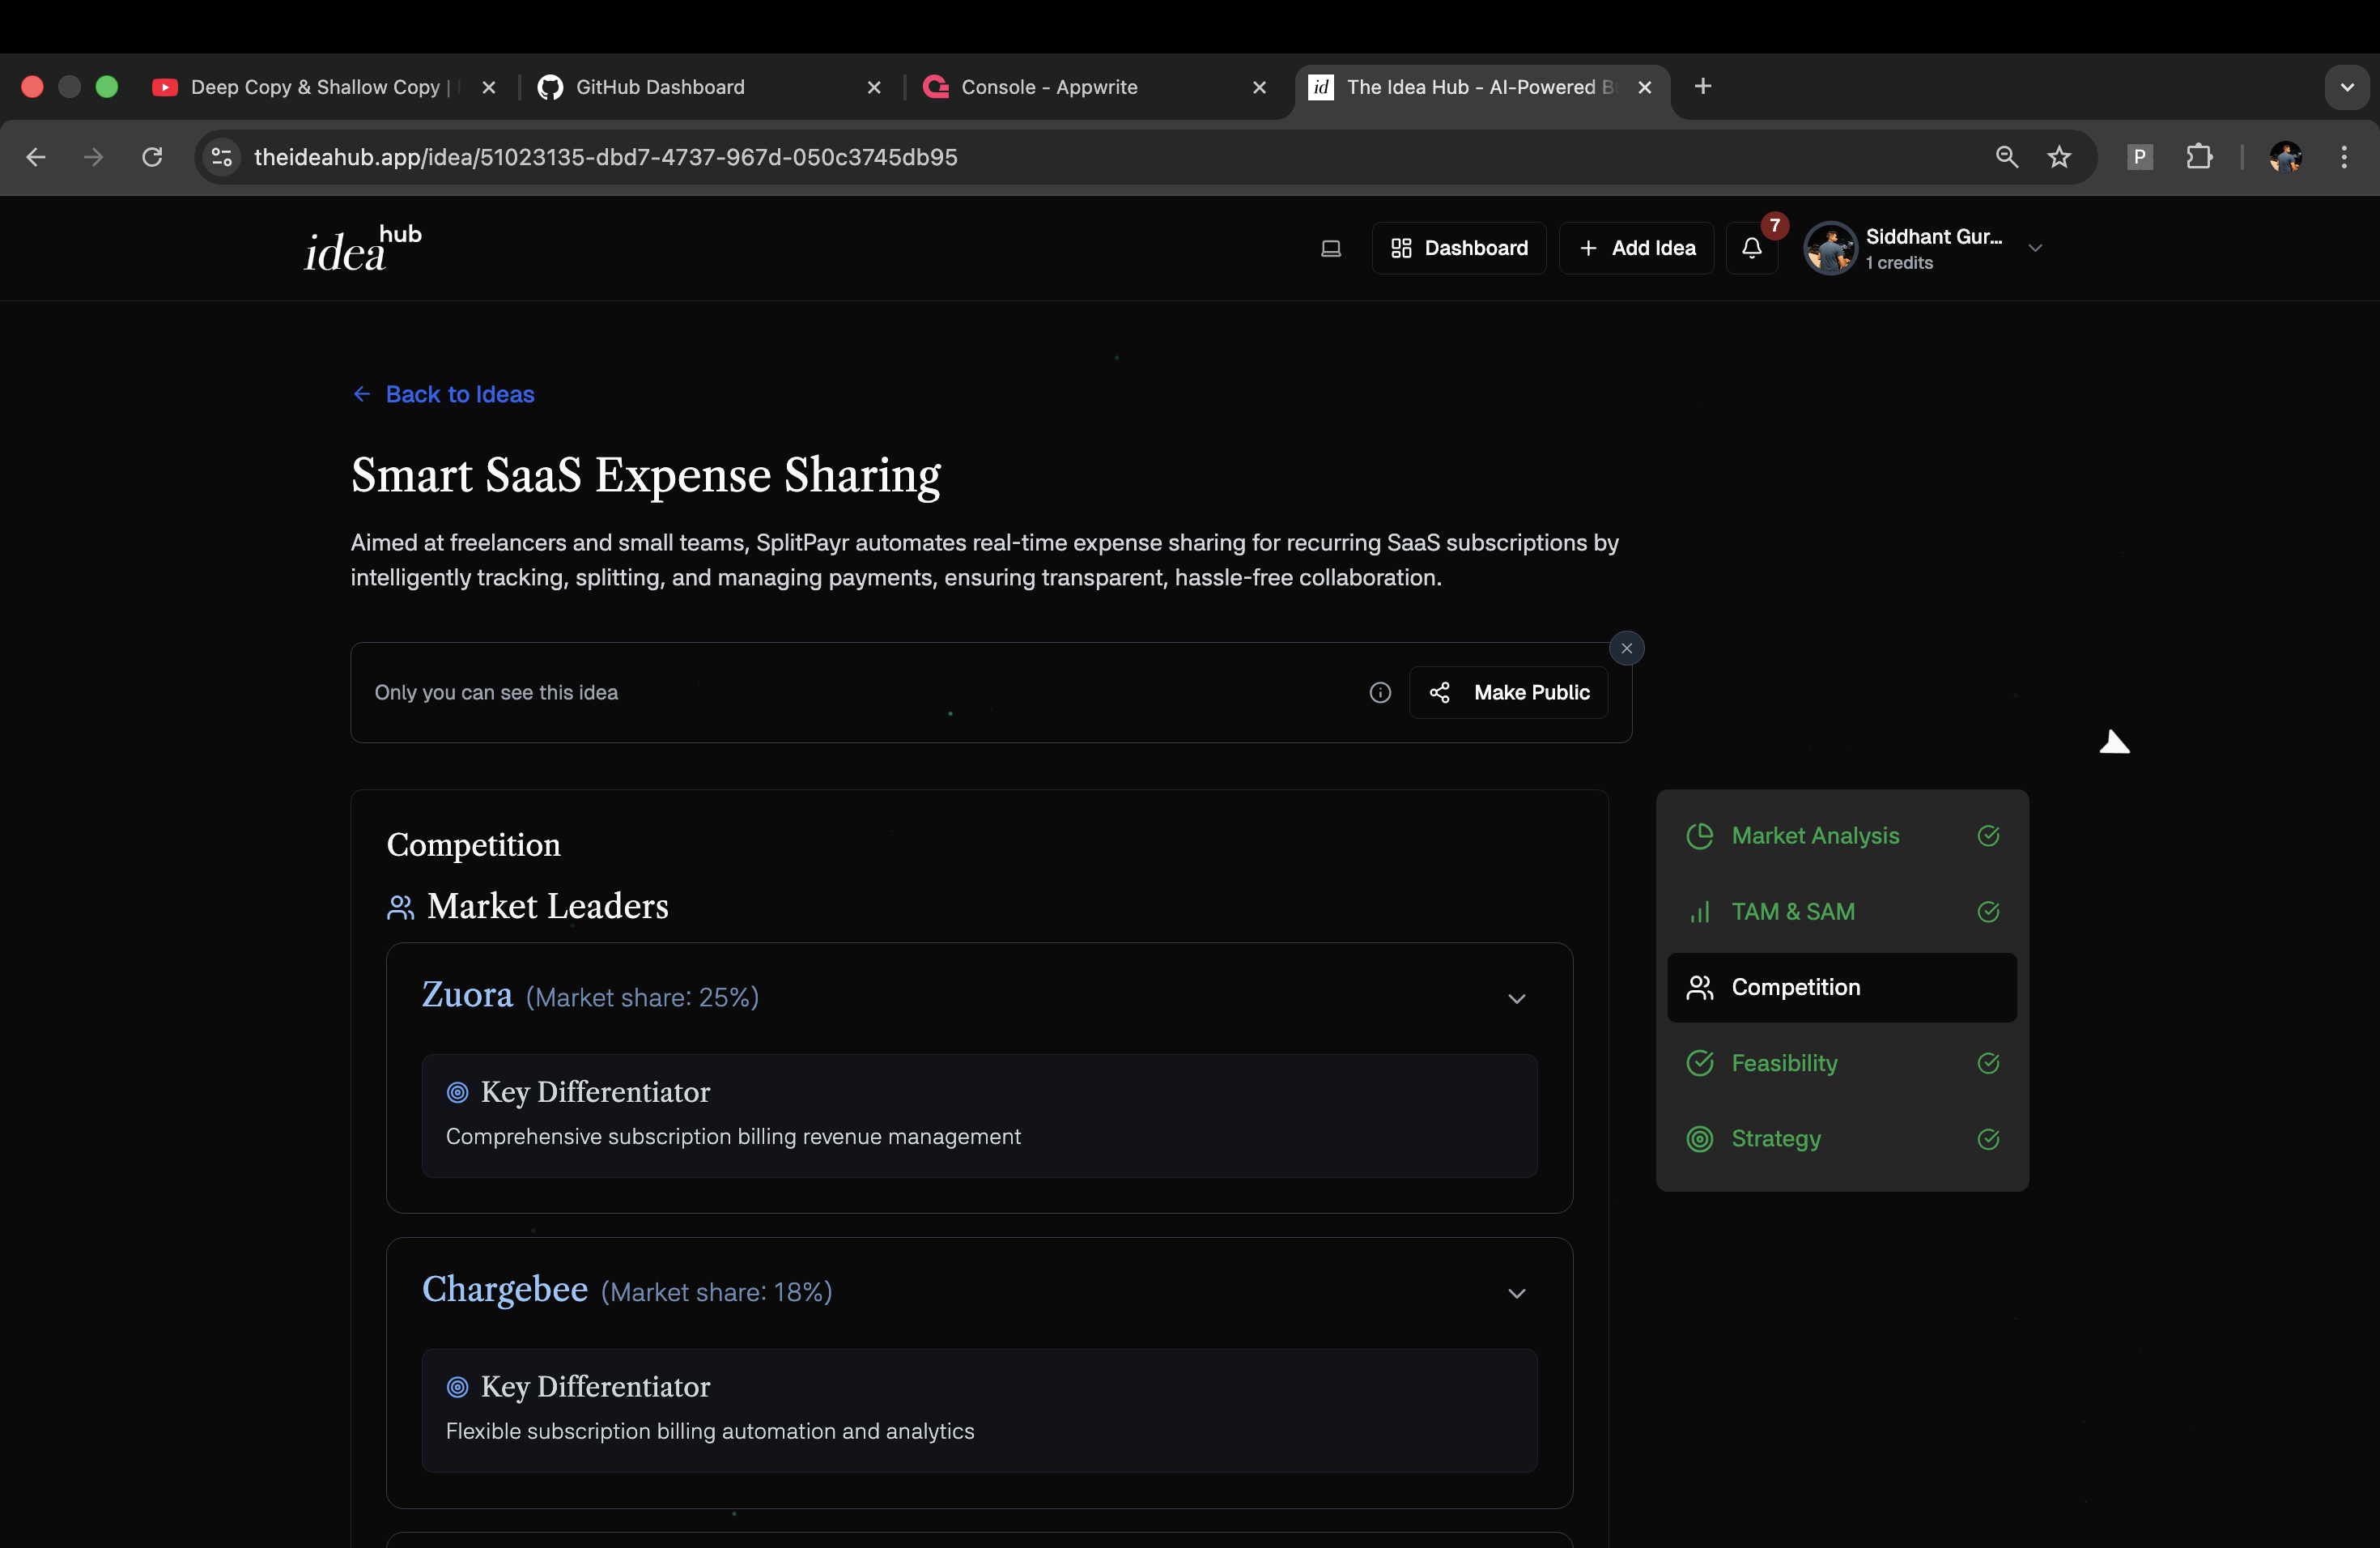 Deep Copy & Shallow Copy |
GitHub Dashboard
Console - Appwrite
id
The Idea Hub - AI-Powered B
theideahub.app/idea/51023135-dbd7-4737-967d-050c3745db95
P
idea hub
Dashboard
Add Idea
7
Siddhant Gur...
1 credits
Back to Ideas
Smart SaaS Expense Sharing
Aimed at freelancers and small teams, SplitPayr automates real-time expense sharing for recurring SaaS subscriptions by
intelligently tracking, splitting, and managing payments, ensuring transparent, hassle-free collaboration.
Only you can see this idea
Make Public
Competition
Market Leaders
Zuora (Market share: 25%)
Key Differentiator
Comprehensive subscription billing revenue management
Chargebee (Market share: 18%)
Key Differentiator
Flexible subscription billing automation and analytics
Market Analysis
TAM & SAM
Competition
Feasibility
Strategy